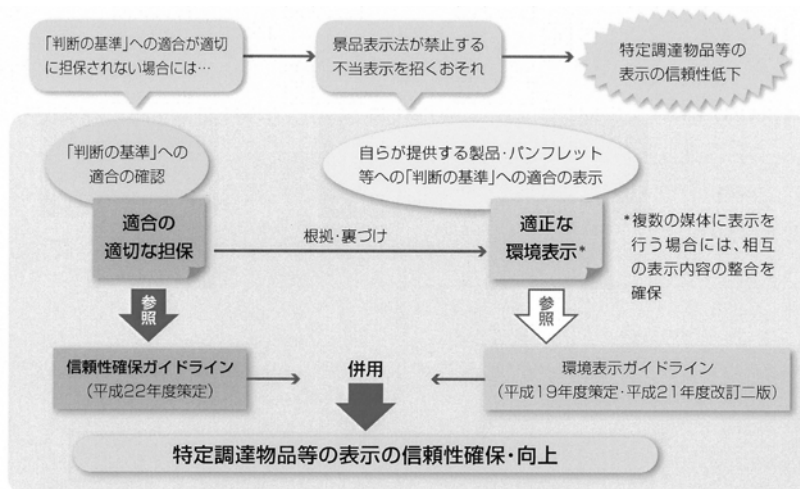 「判断の基準」への適合が適切
に担保されない場合には…
景品表示法が禁止する
不当表示を招くおそれ
特定調達物品等の
表示の信頼性低下
「判断の基準」への
適合の確認
自らが提供する製品・パンフレット
等への「判断の基準」への適合の表示
適合の
適切な担保
根拠・裏づけ
適正な
環境表示*
*複数の媒体に表示を
行う場合には、相互
の表示内容の整合を
確保
参照
参照
信頼性確保ガイドライン
(平成22年度策定)
併用
環境表示ガイドライン
(平成19年度策定・平成21年度改訂二版)
特定調達物品等の表示の信頼性確保・向上